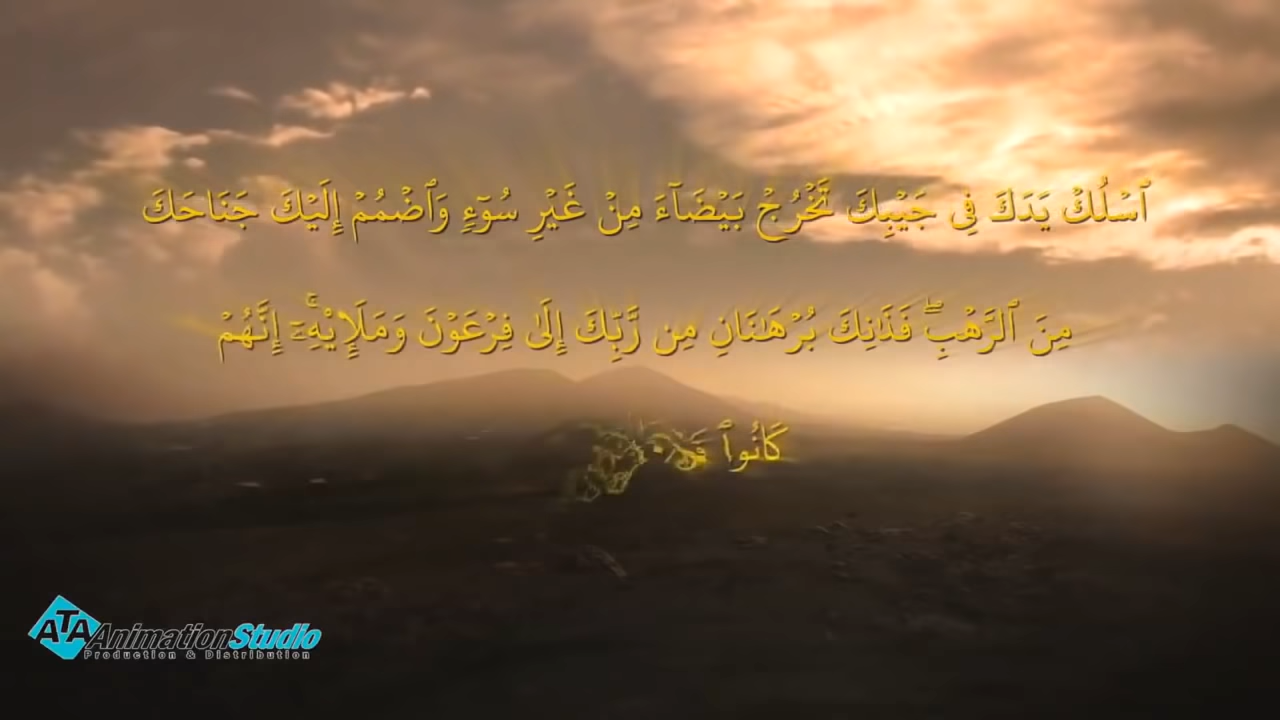 ٱسْلُكْ يَدَكَ فِى جَيْبِكَ تَخْرُجْ بَيْضَآءَ مِنْ غَيْرِ سُوٓءٍ وَٱضْمُمْ إِلَيْكَ جَنَاحَكَ
مِنَ ٱلرَّهْبِ ۖ فَذَٰنِكَ بُرْهَٰنَانِ مِن رَّبِّكَ إِلَىٰ فِرْعَوْنَ وَمَلَإِيْهِۦٓ ۚ إِنَّهُمْ
كَانُوا۟
ATA AnimationStudio
Production & Distribution